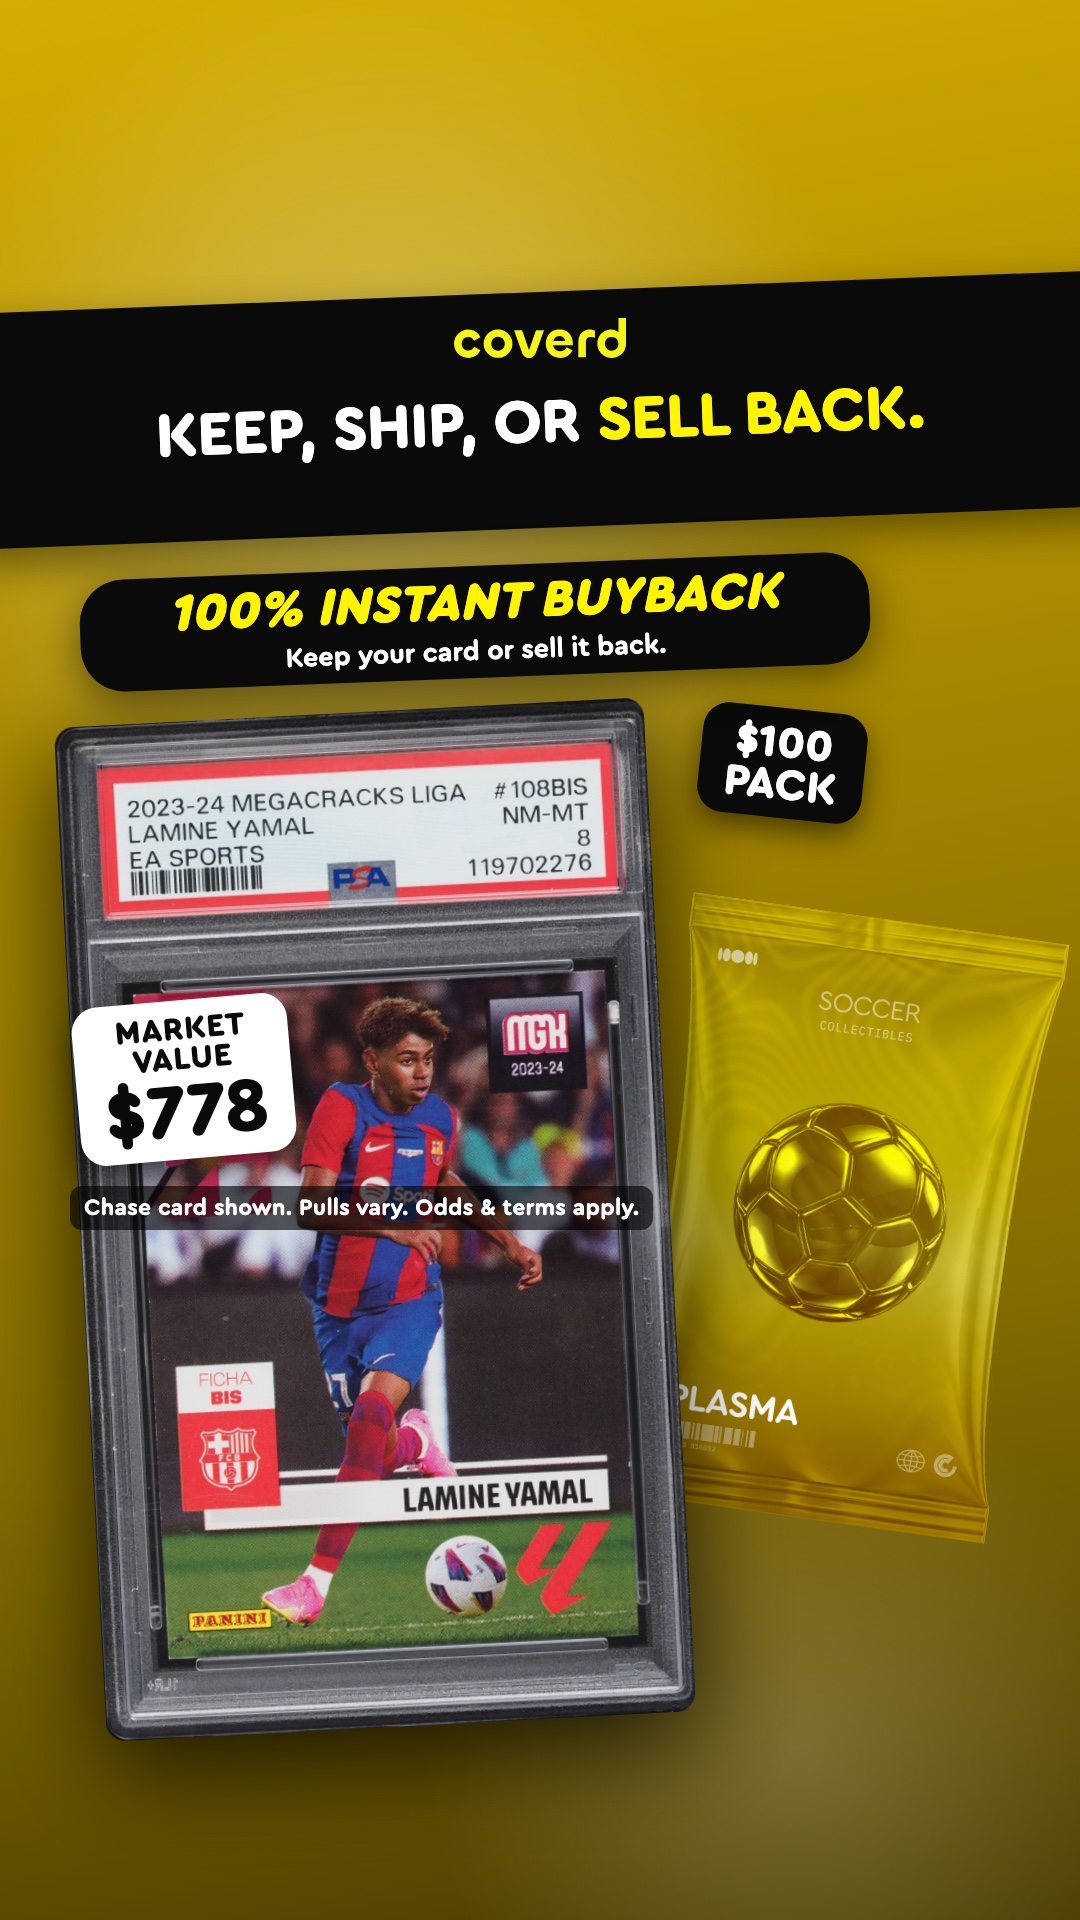 coverd
KEEP, SHIP, OR SELL BACK.
100% INSTANT BUYBACK
Keep your card or sell it back.
$100
PACK
2023-24 MEGACRACKS LIGA #108BIS
LAMINE YAMAL NM-MT
EA SPORTS 8
119702276
PSA
MARKET
VALUE
$778
MGK
2023-24
Chase card shown. Pulls vary. Odds & terms apply.
FICHA
BIS
FCB
LAMINE YAMAL
PANINI
SOCCER
COLLECTIBLES
PLASMA